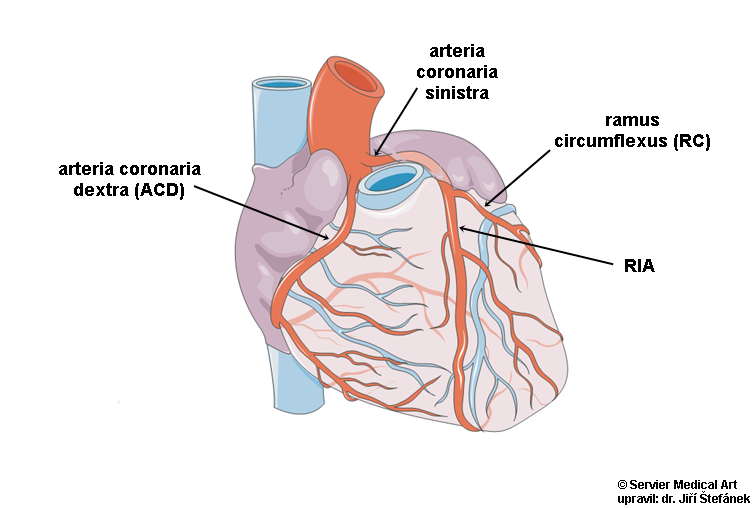 arteria
coronaria
sinistra
ramus
circumflexus (RC)
arteria coronaria
dextra (ACD)
RIA
© Servier Medical Art
upravil: dr. Jiří Štefánek